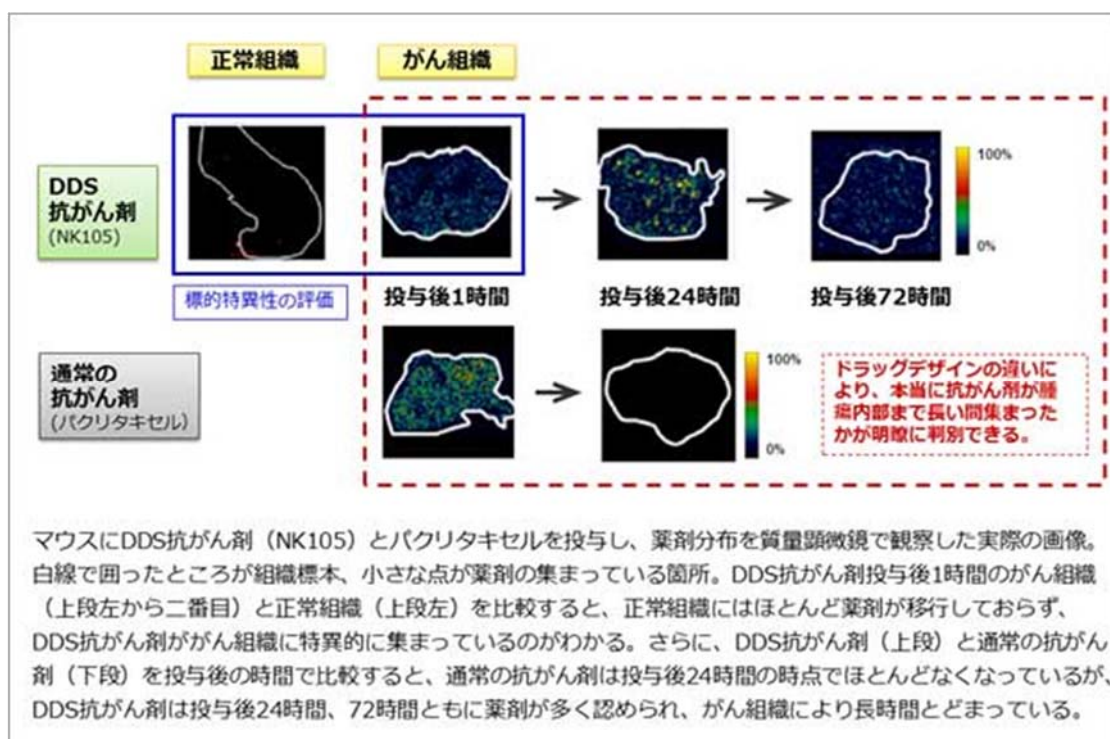 正常組織
がん組織
DDS
抗がん剤
(NK105)
100%
0%
標的特異性の評価
投与後1時間
投与後24時間
投与後72時間
通常の
抗がん剤
(パクリタキセル)
100%
0%
ドラッグデザインの違いに
より、本当に抗がん剤が腫
瘍内部まで長い間集まった
かが明瞭に判別できる。
マウスにDDS抗がん剤（NK105）とパクリタキセルを投与し、薬剤分布を質量顕微鏡で観察した実際の画像。
白線で囲ったところが組織標本、小さな点が薬剤の集まっている箇所。DDS抗がん剤投与後1時間のがん組織
（上段左から二番目）と正常組織（上段左）を比較すると、正常組織にはほとんど薬剤が移行しておらず、
DDS抗がん剤ががん組織に特異的に集まっているのがわかる。さらに、DDS抗がん剤（上段）と通常の抗がん
剤（下段）を投与後の時間で比較すると、通常の抗がん剤は投与後24時間の時点でほとんどなくなっているが、
DDS抗がん剤は投与後24時間、72時間ともに薬剤が多く認められ、がん組織により長時間とどまっている。